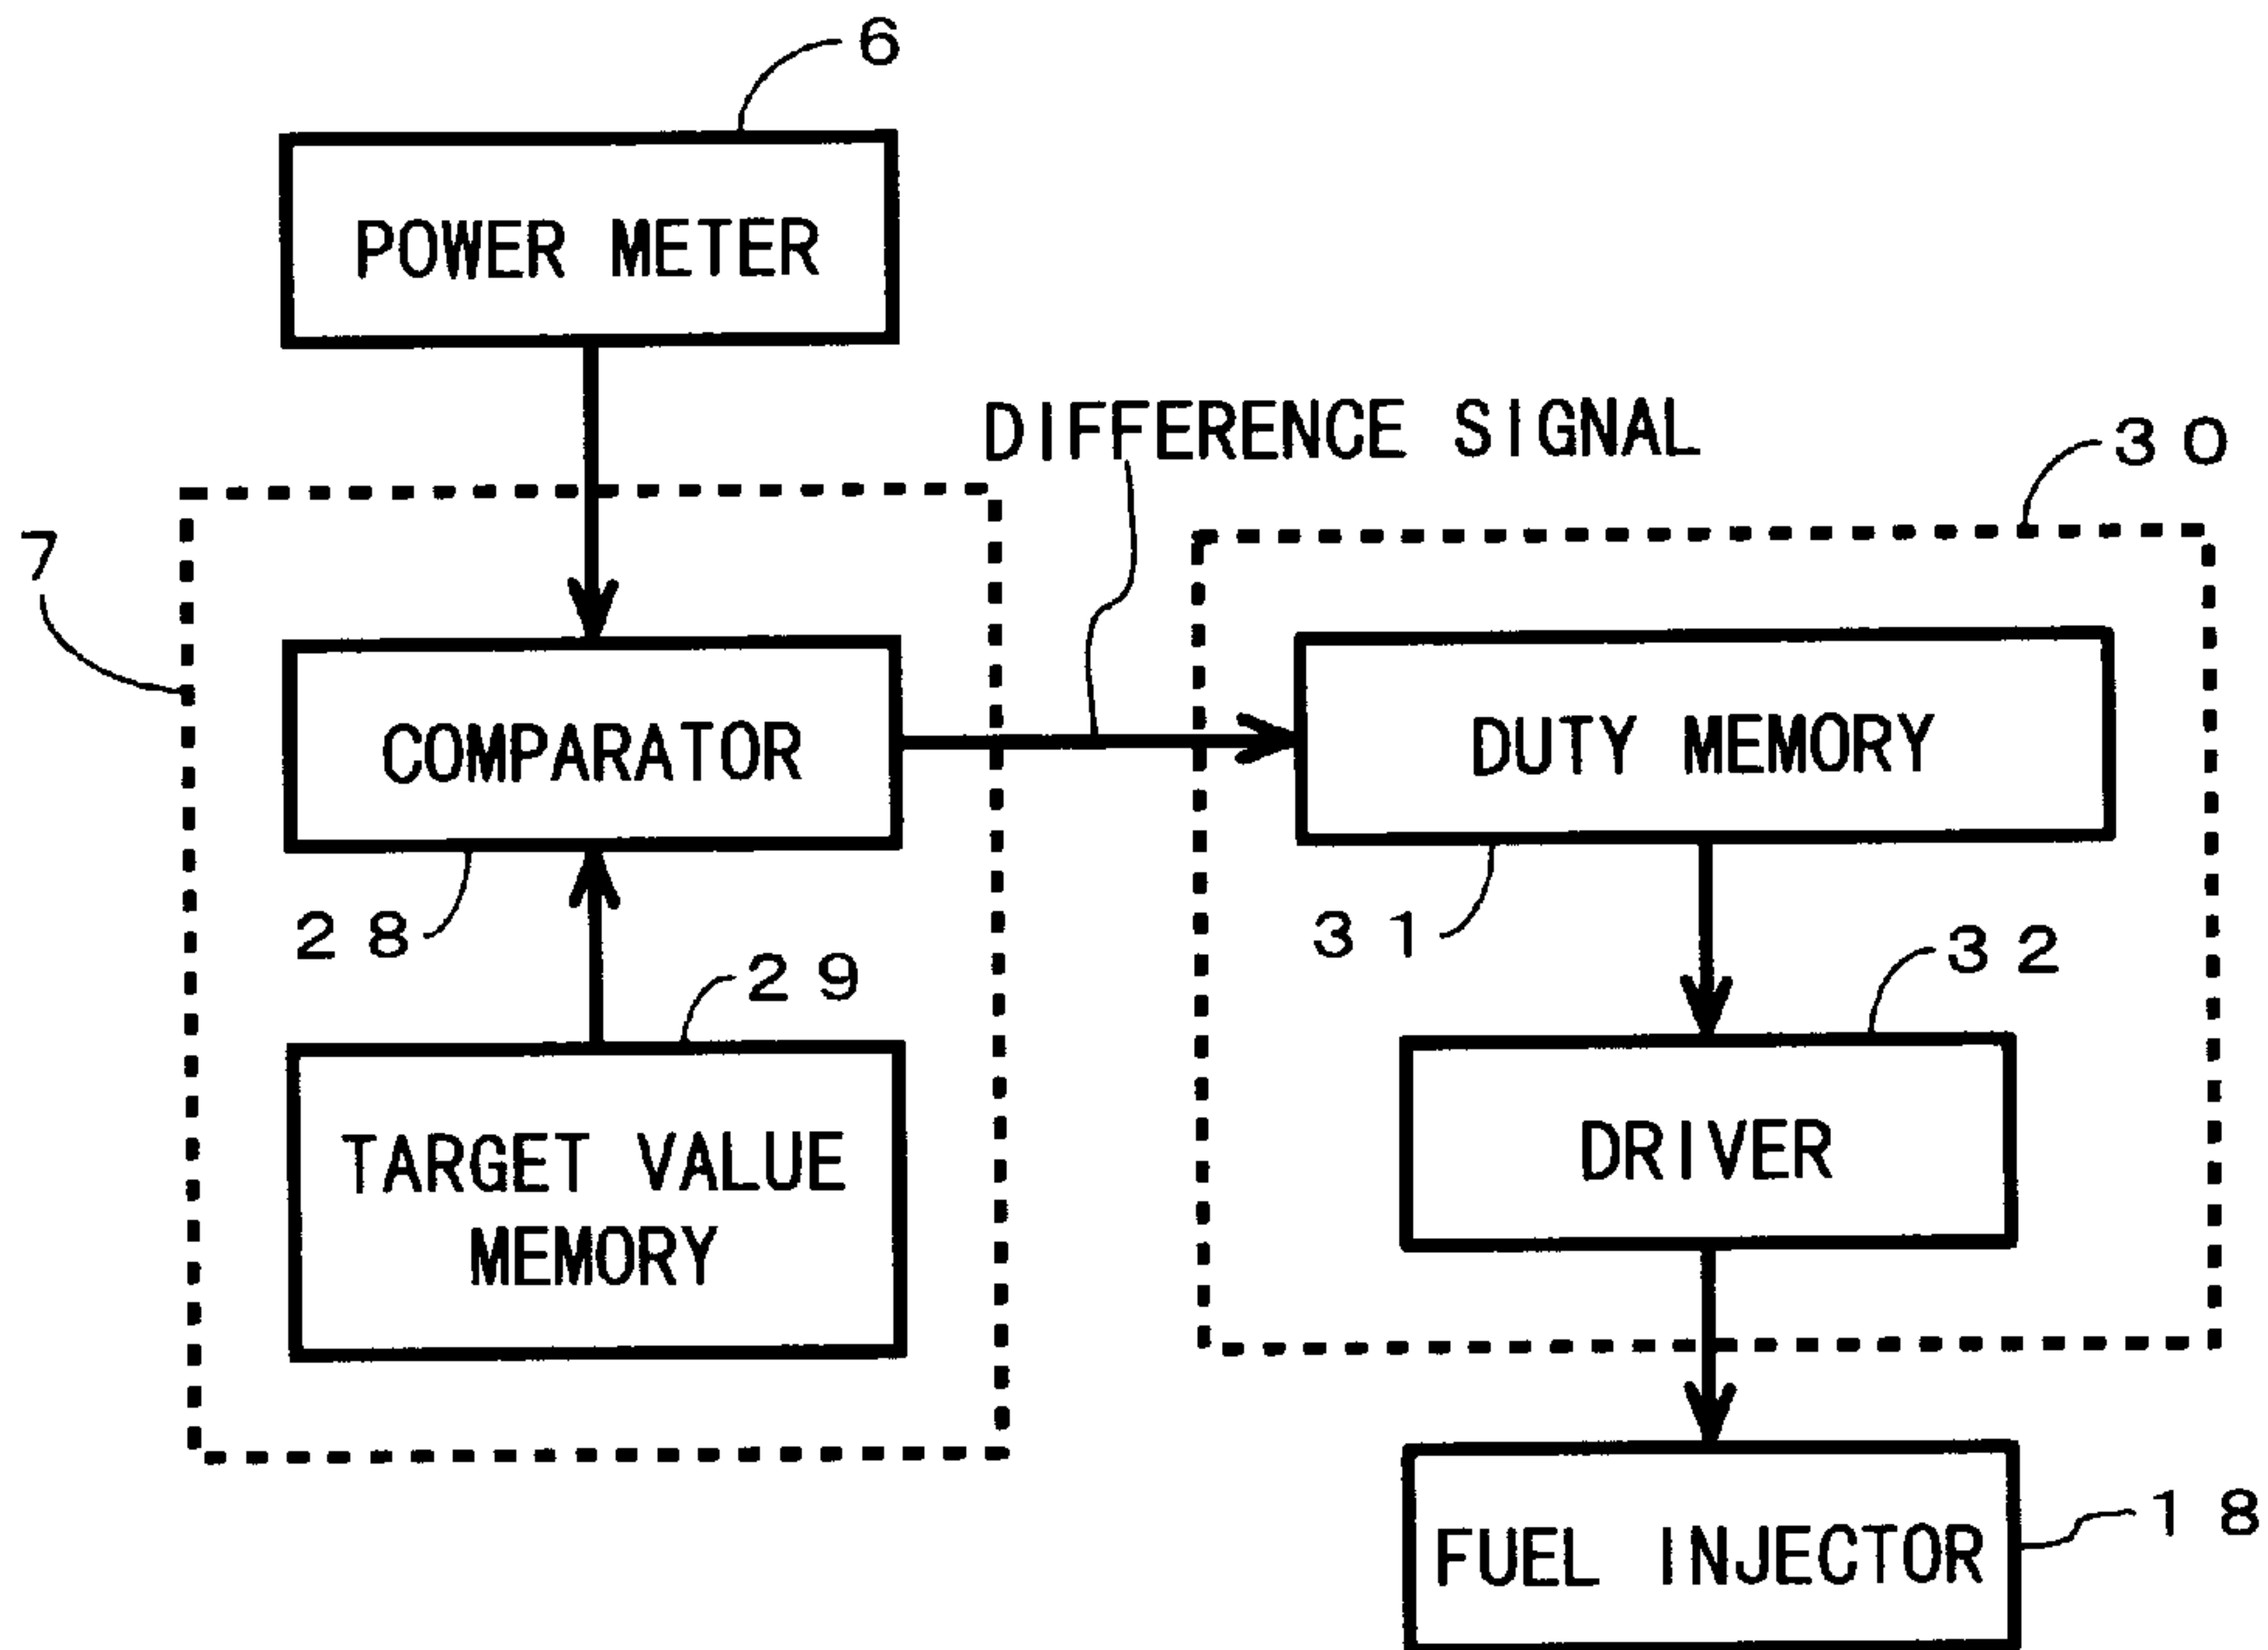 6
POWER METER
DIFFERENCE SIGNAL
30
7
COMPARATOR
DUTY MEMORY
28
31
29
32
TARGET VALUE
MEMORY
DRIVER
FUEL INJECTOR
18